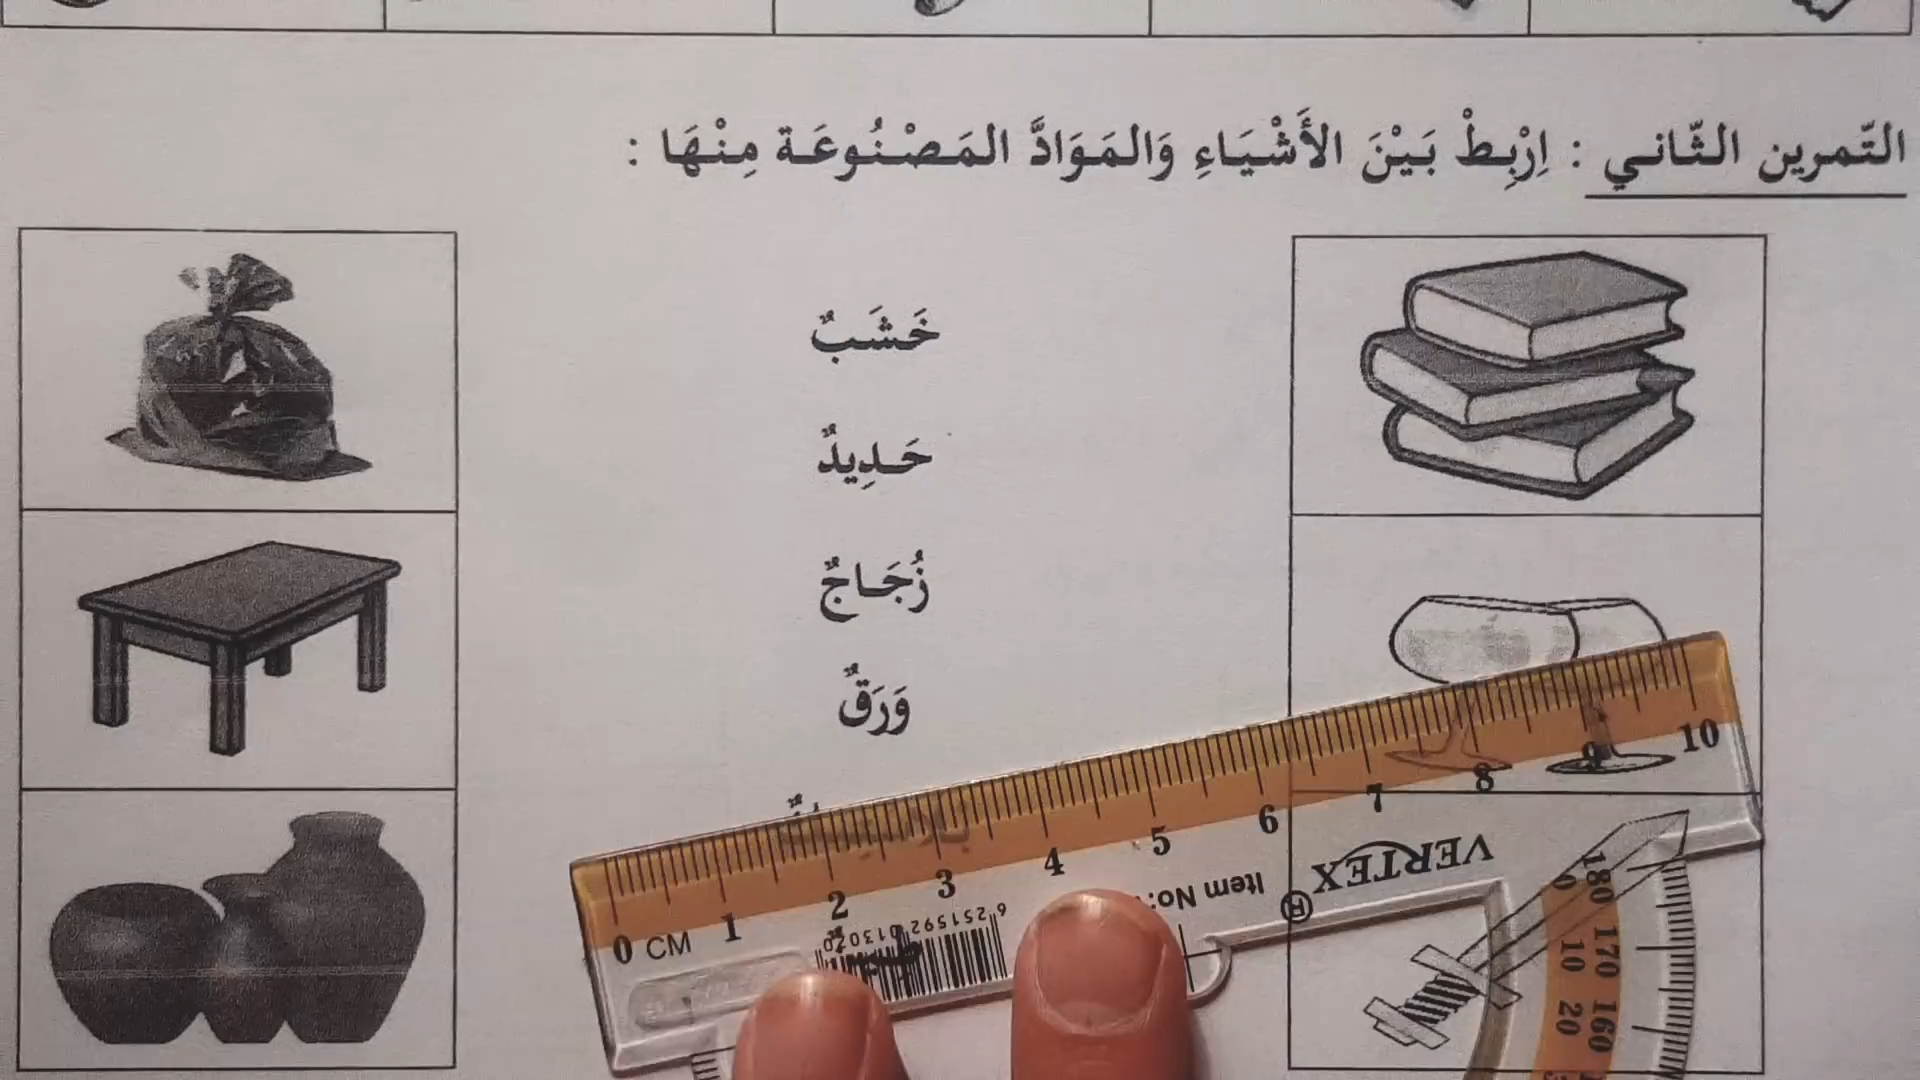 التّمرين الثّاني : اِرْبِطْ بَيْنَ الأَشْيَاءِ وَالمَوَادَّ المَصْنُوعَة مِنْهَا :
خَشَبٌ
حَدِيدٌ
زُجَاجٌ
وَرَقٌ
0 CM 1 2 3 4 5 6 7 8 9 10
VERTEX ®
Item No:
6251592013020
180 170 160
0 10 20